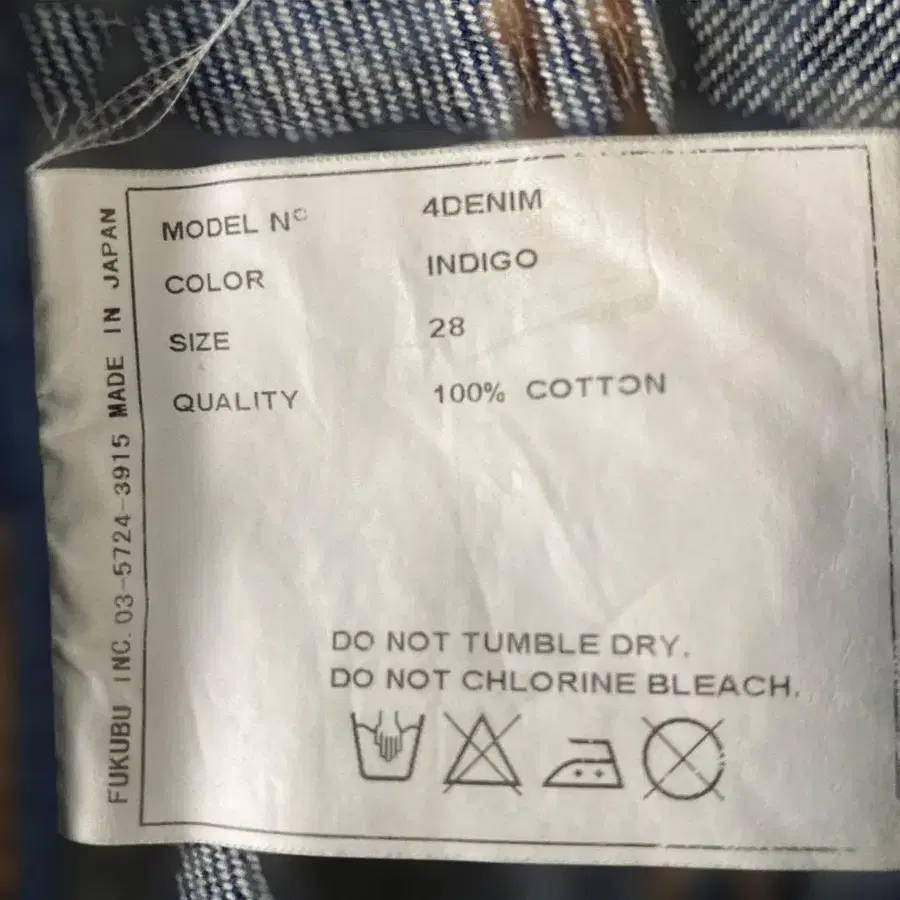 MODEL Nº 4DENIM
COLOR INDIGO
SIZE 28
QUALITY 100% COTTON
DO NOT TUMBLE DRY.
DO NOT CHLORINE BLEACH.
FUKUBU INC. 03-5724-3915 MADE IN JAPAN